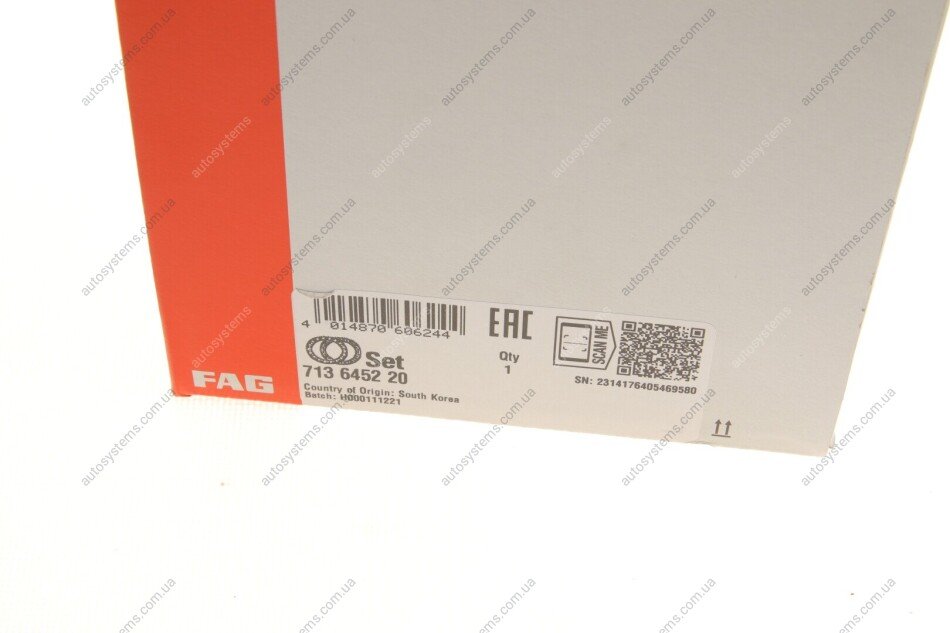 4 014870 606244
EAC
Set
713 6452 20
Qty
1
SCAN ME
SN: 2314176405469580
Country of Origin: South Korea
Batch: H000111221
FAG
autosystems.com.ua